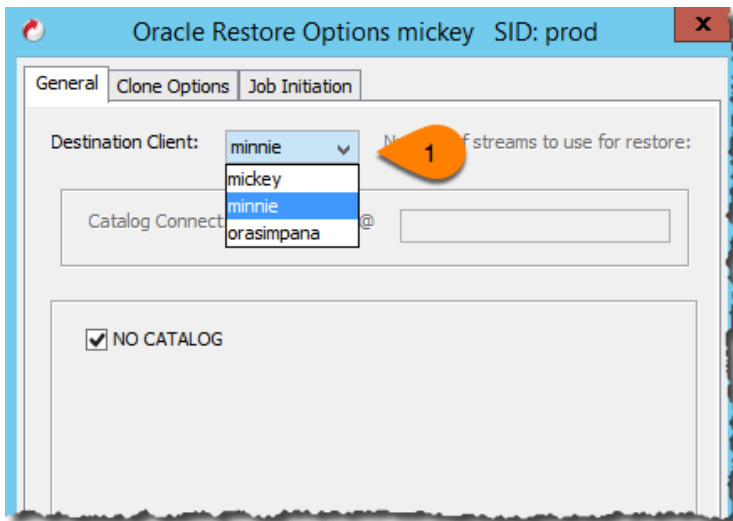 Oracle Restore Options mickey SID: prod
x
General Clone Options Job Initiation
Destination Client: minnie 1 f streams to use for restore:
mickey
minnie
Catalog Connect @
orasimpana
NO CATALOG